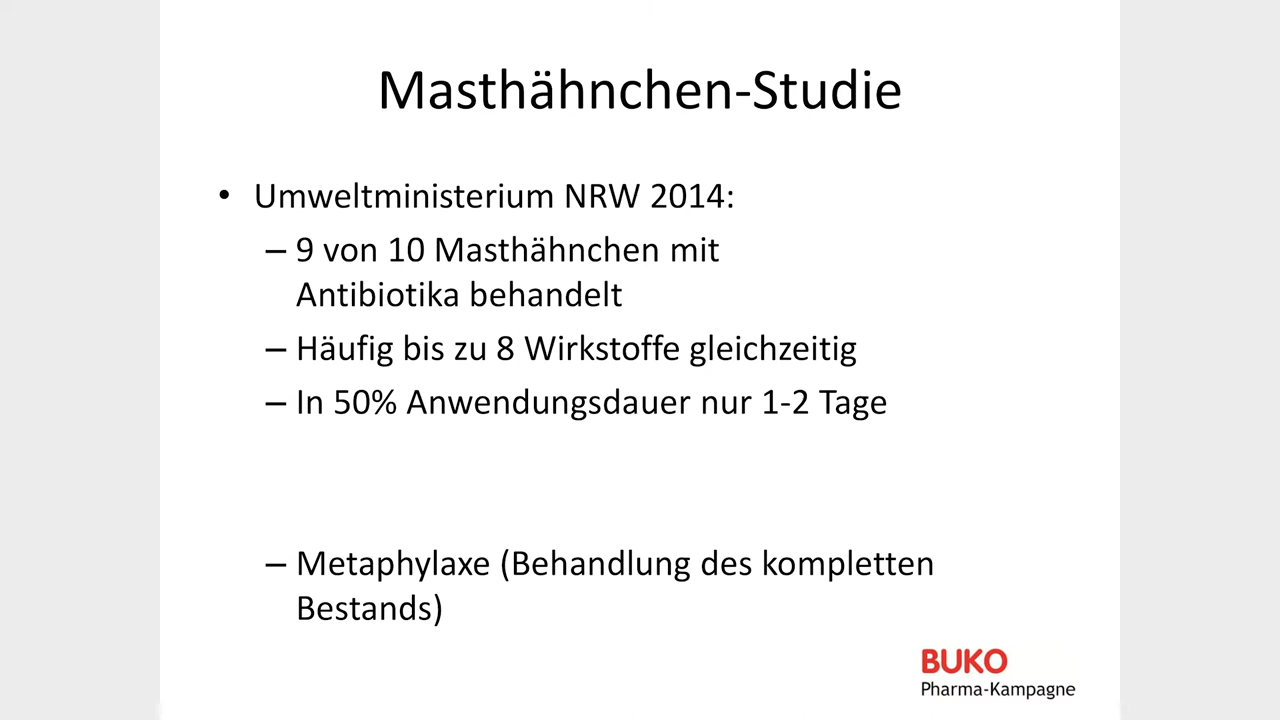 Masthähnchen-Studie
• Umweltministerium NRW 2014:
– 9 von 10 Masthähnchen mit
Antibiotika behandelt
– Häufig bis zu 8 Wirkstoffe gleichzeitig
– In 50% Anwendungsdauer nur 1-2 Tage
– Metaphylaxe (Behandlung des kompletten
Bestands)
BUKO
Pharma-Kampagne